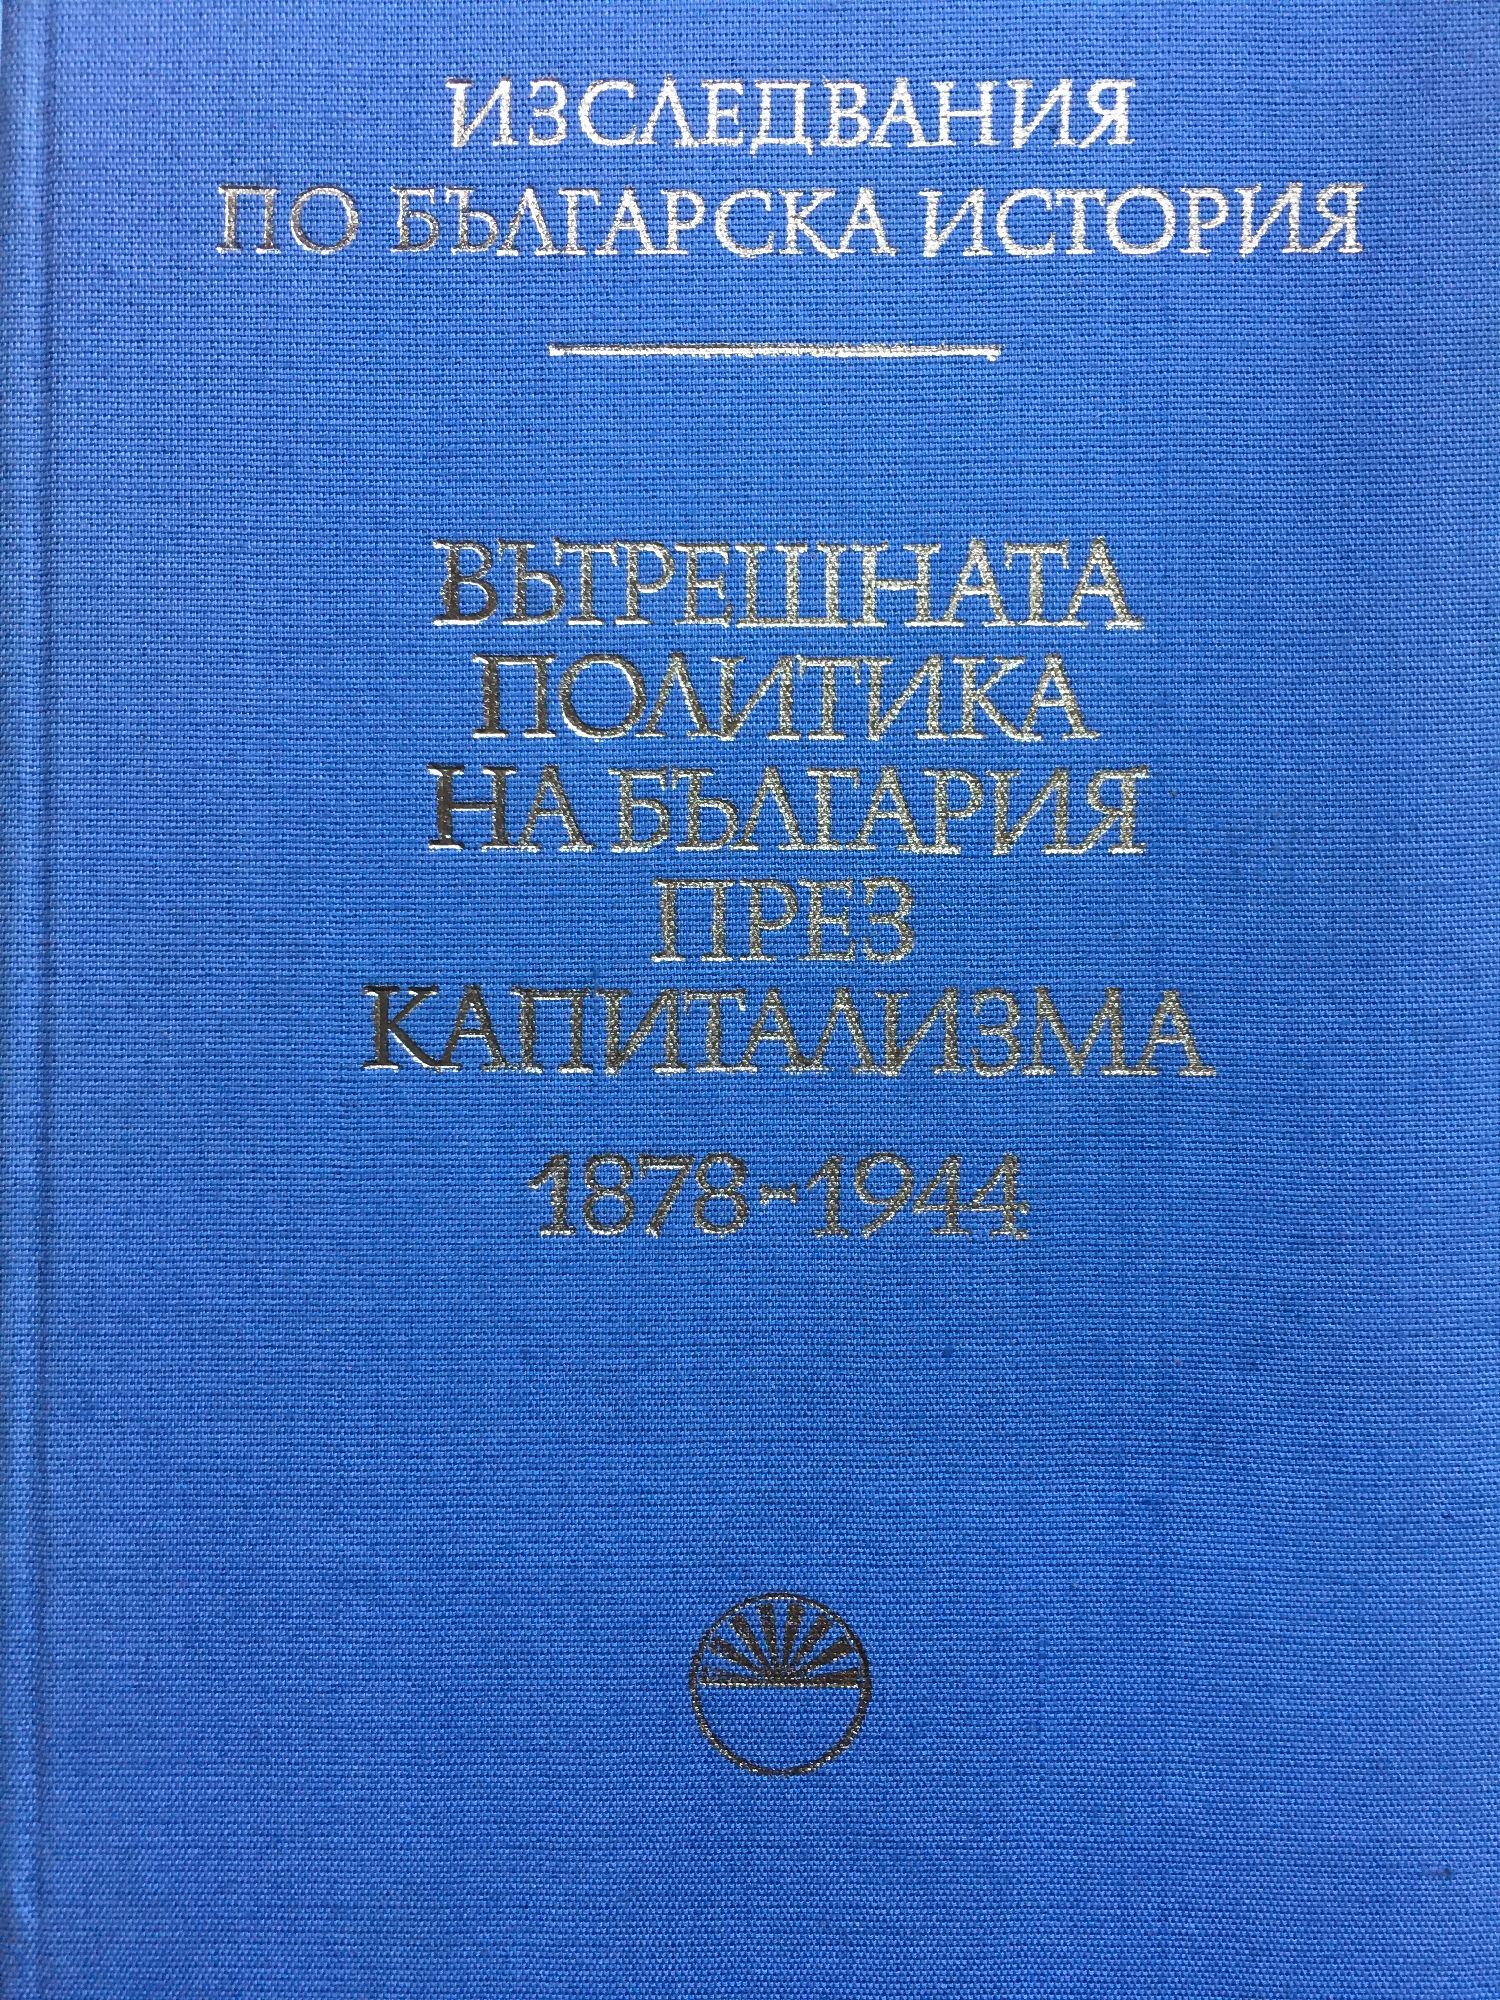 ИЗСЛЕДВАНИЯ
ПО БЪЛГАРСКА ИСТОРИЯ
ВЪТРЕШНАТА
ПОЛИТИКА
НА БЪЛГАРИЯ
ПРЕЗ
КАПИТАЛИЗМА
1878-1944